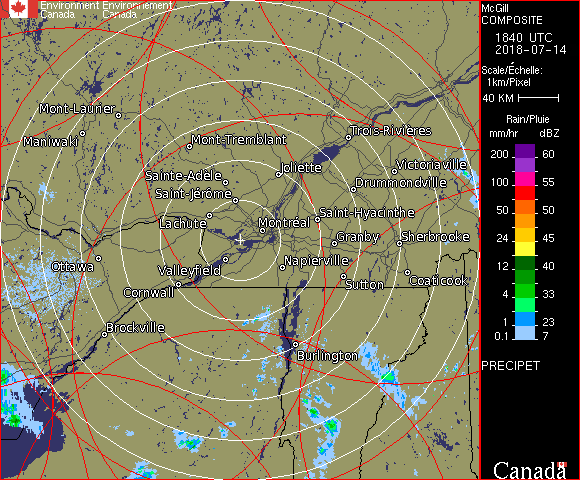 Environment Environnement
Canada Canada
McGill
COMPOSITE
1840 UTC
2018-07-14
Scale/Échelle:
1km/Pixel
40 KM
Rain/Pluie
mm/hr dBZ
200 60
100 55
50 50
24 45
12 40
4 33
1 23
0.1 7
PRECIPET
Canada
Mont-Laurier
Maniwaki
Mont-Tremblant
Trois-Rivières
Sainte-Adèle
Joliette
Victoriaville
Saint-Jérôme
Drummondville
Lachute
Montréal
Saint-Hyacinthe
Granby
Sherbrooke
Ottawa
Valleyfield
Napierville
Cornwall
Sutton
Coaticook
Brockville
Burlington